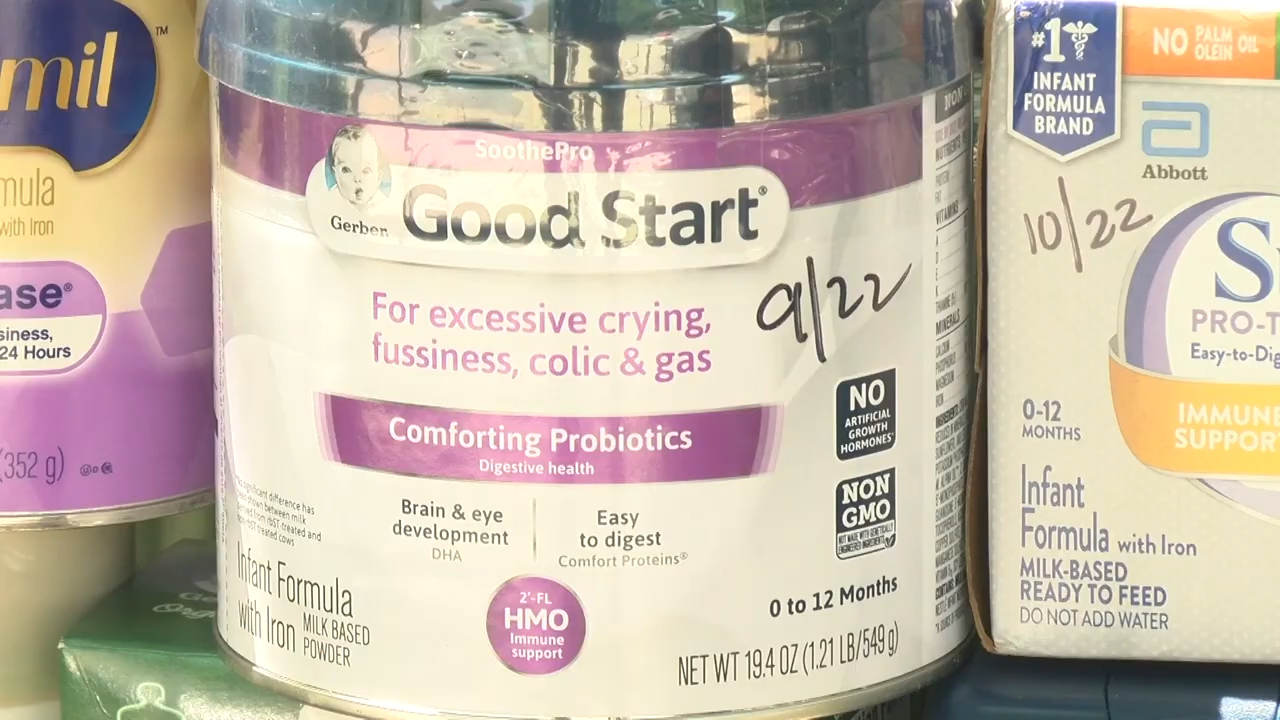 mil
TM
mula
with Iron
ase®
siness,
24 Hours
(352 g)
SoothePro
Gerber
Good Start®
For excessive crying,
fussiness, colic & gas
9/22
Comforting Probiotics
Digestive health
Brain & eye
development
DHA
Easy
to digest
Comfort Proteins®
2'-FL
HMO
Immune
support
Infant Formula
with Iron
MILK BASED
POWDER
NO
ARTIFICIAL
GROWTH
HORMONES
NON
GMO
0 to 12 Months
NET WT 19.4 OZ (1.21 LB/549 g)
VITAMINS
MINERALS
#1
INFANT
FORMULA
BRAND
NO PALM
OLEIN OIL
Abbott
10/22
S
PRO-T
Easy-to-Dig
IMMUNE
SUPPOR
0-12
MONTHS
Infant
Formula with Iron
MILK-BASED
READY TO FEED
DO NOT ADD WATER